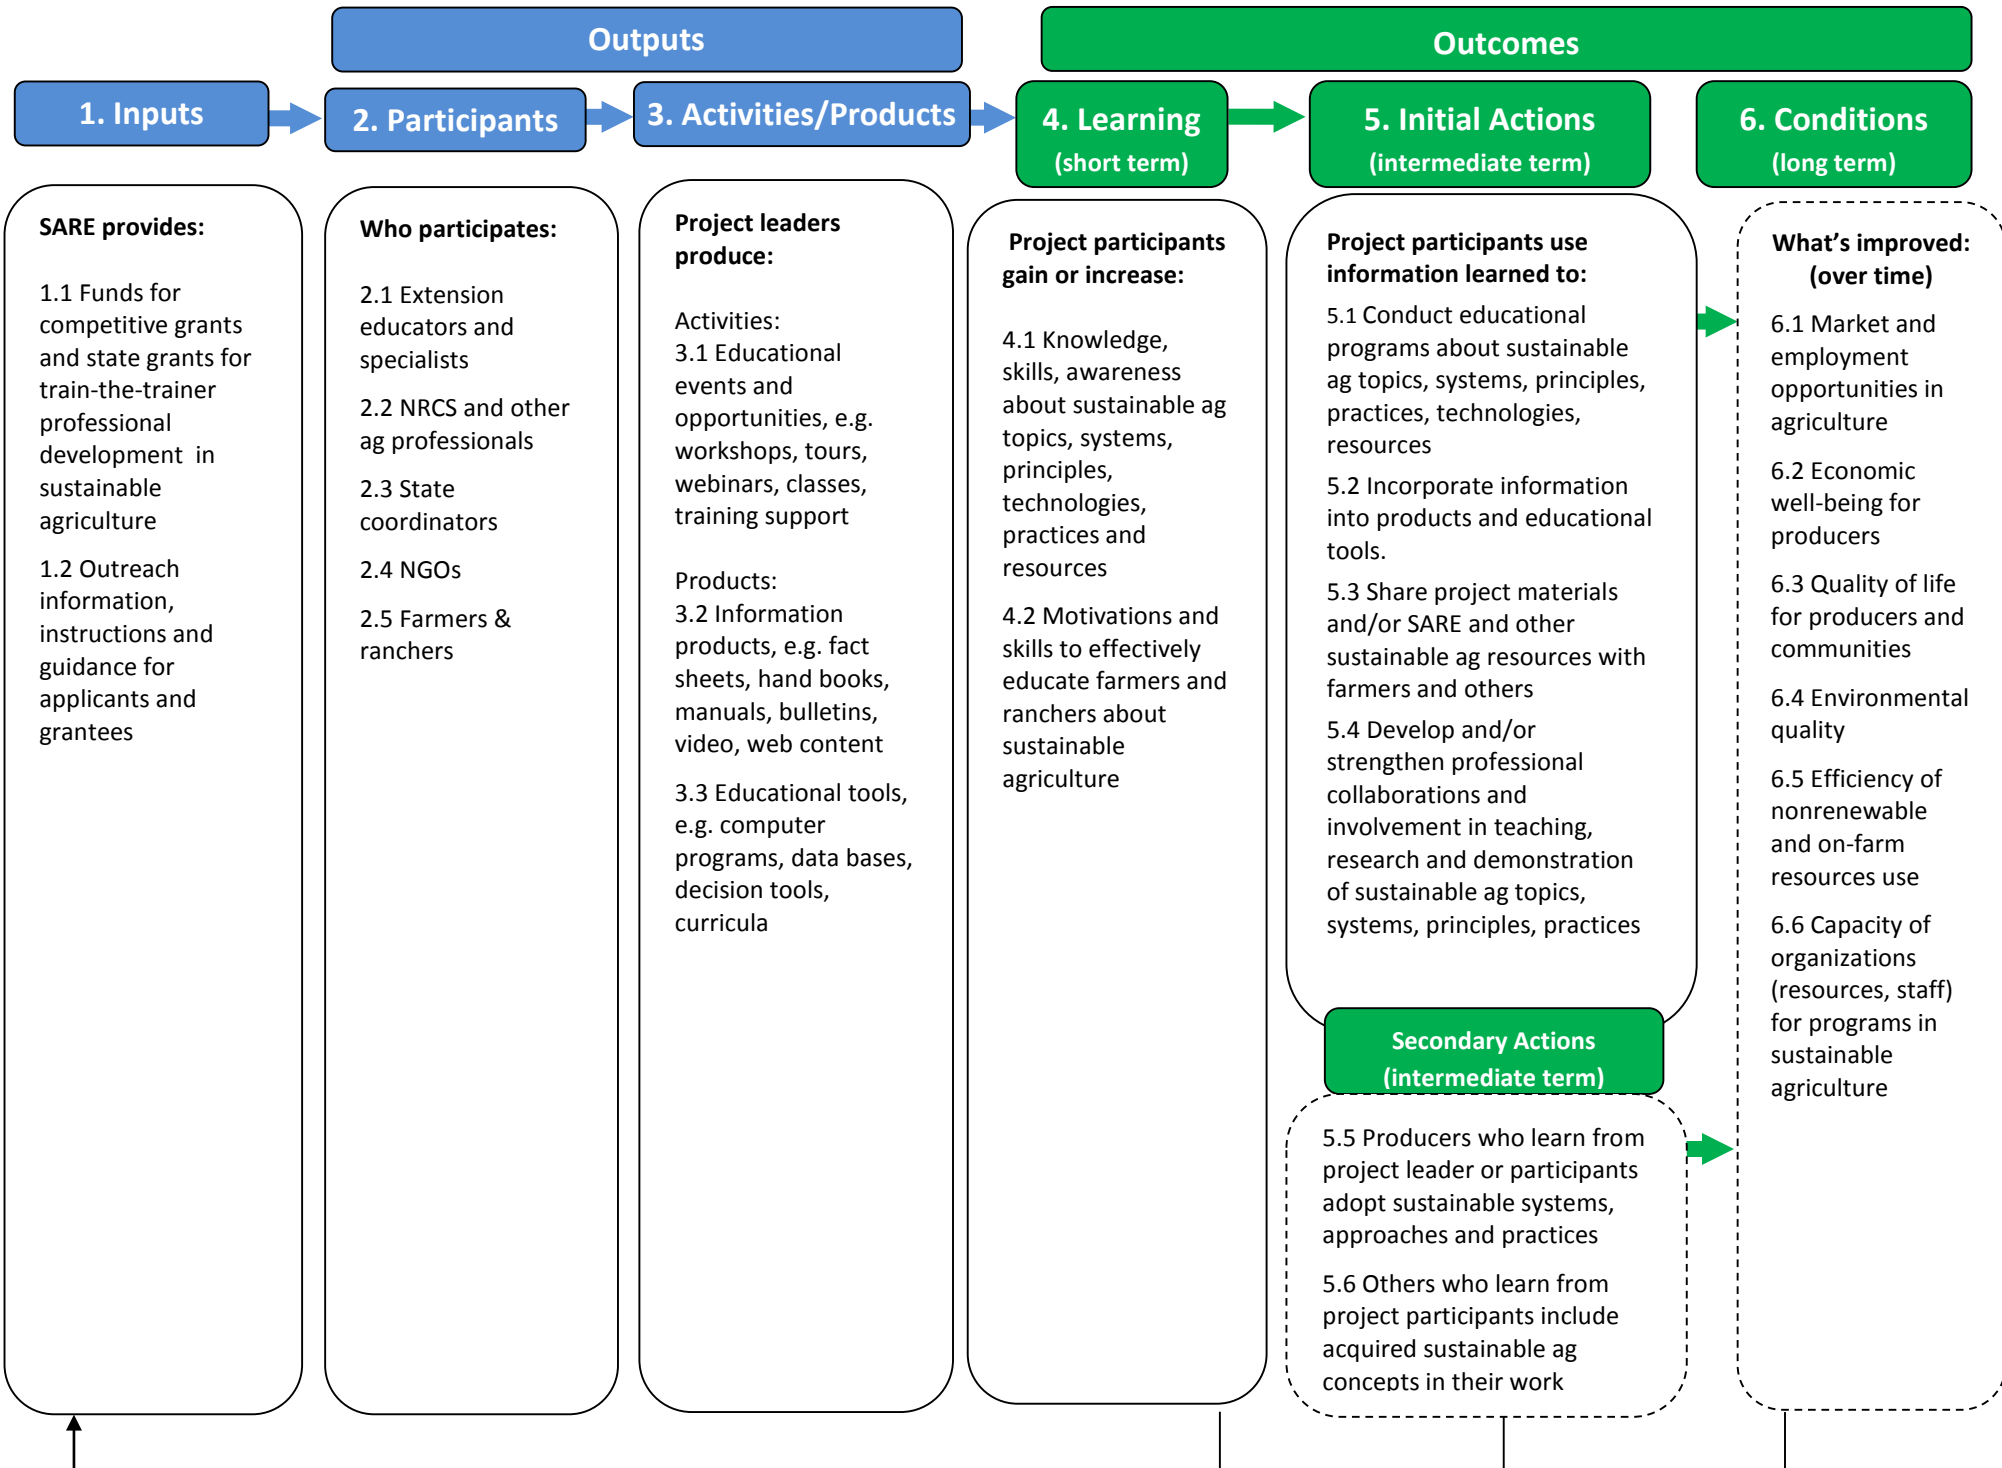 Outputs
Outcomes
1. Inputs
2. Participants
3. Activities/Products
4. Learning
(short term)
5. Initial Actions
(intermediate term)
6. Conditions
(long term)
SARE provides:
1.1 Funds for
competitive grants
and state grants for
train-the-trainer
professional
development in
sustainable
agriculture
1.2 Outreach
information,
instructions and
guidance for
applicants and
grantees
Who participates:
2.1 Extension
educators and
specialists
2.2 NRCS and other
ag professionals
2.3 State
coordinators
2.4 NGOs
2.5 Farmers &
ranchers
Project leaders
produce:
Activities:
3.1 Educational
events and
opportunities, e.g.
workshops, tours,
webinars, classes,
training support
Products:
3.2 Information
products, e.g. fact
sheets, hand books,
manuals, bulletins,
video, web content
3.3 Educational tools,
e.g. computer
programs, data bases,
decision tools,
curricula
Project participants
gain or increase:
4.1 Knowledge,
skills, awareness
about sustainable ag
topics, systems,
principles,
technologies,
practices and
resources
4.2 Motivations and
skills to effectively
educate farmers and
ranchers about
sustainable
agriculture
Project participants use
information learned to:
5.1 Conduct educational
programs about sustainable
ag topics, systems, principles,
practices, technologies,
resources
5.2 Incorporate information
into products and educational
tools.
5.3 Share project materials
and/or SARE and other
sustainable ag resources with
farmers and others
5.4 Develop and/or
strengthen professional
collaborations and
involvement in teaching,
research and demonstration
of sustainable ag topics,
systems, principles, practices
Secondary Actions
(intermediate term)
5.5 Producers who learn from
project leader or participants
adopt sustainable systems,
approaches and practices
5.6 Others who learn from
project participants include
acquired sustainable ag
concepts in their work
What's improved:
(over time)
6.1 Market and
employment
opportunities in
agriculture
6.2 Economic
well-being for
producers
6.3 Quality of life
for producers and
communities
6.4 Environmental
quality
6.5 Efficiency of
nonrenewable
and on-farm
resources use
6.6 Capacity of
organizations
(resources, staff)
for programs in
sustainable
agriculture